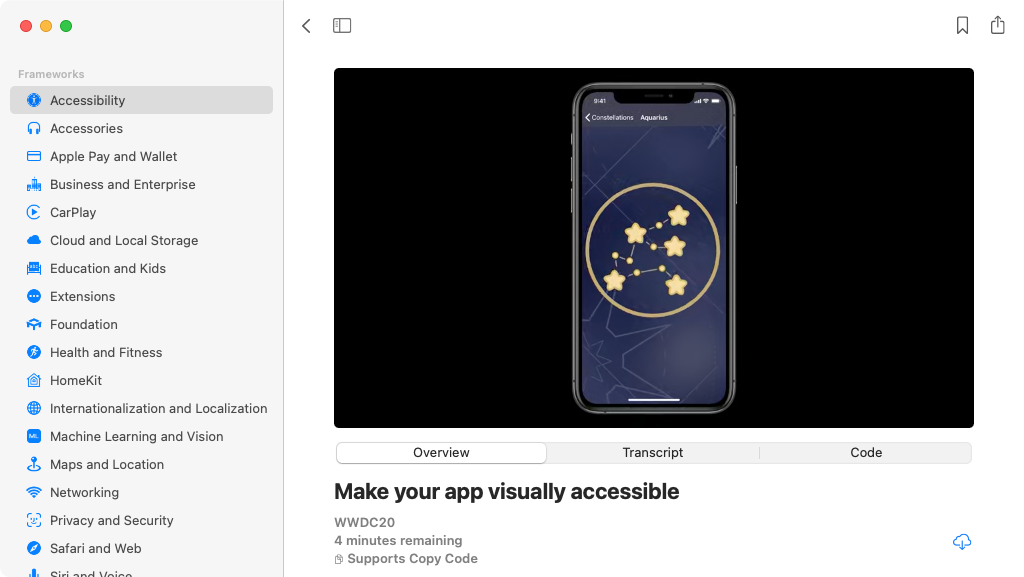 Frameworks
Accessibility
Accessories
Apple Pay and Wallet
Business and Enterprise
CarPlay
Cloud and Local Storage
Education and Kids
Extensions
Foundation
Health and Fitness
HomeKit
Internationalization and Localization
Machine Learning and Vision
Maps and Location
Networking
Privacy and Security
Safari and Web
Siri and Voice
9:41
Constellations Aquarius
Overview Transcript Code
Make your app visually accessible
WWDC20
4 minutes remaining
Supports Copy Code